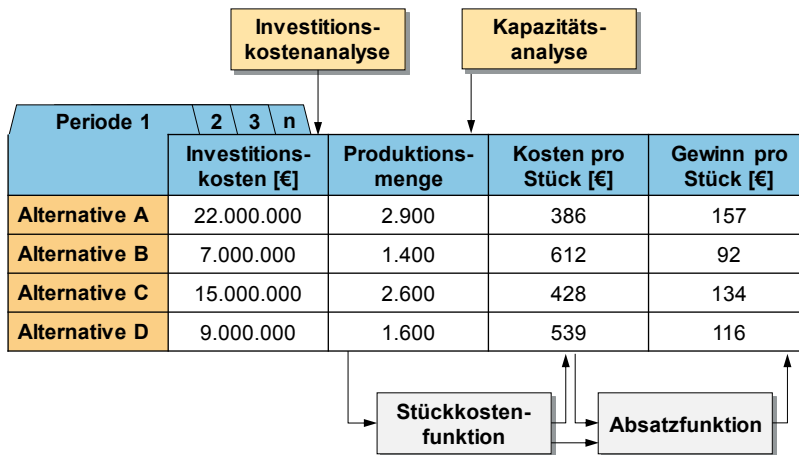 Investitions-
kostenanalyse
Kapazitäts-
analyse
Periode 1 2 3 n
Investitions-
kosten [€]
Produktions-
menge
Kosten pro
Stück [€]
Gewinn pro
Stück [€]
Alternative A 22.000.000 2.900 386 157
Alternative B 7.000.000 1.400 612 92
Alternative C 15.000.000 2.600 428 134
Alternative D 9.000.000 1.600 539 116
Stückkosten-
funktion
Absatzfunktion